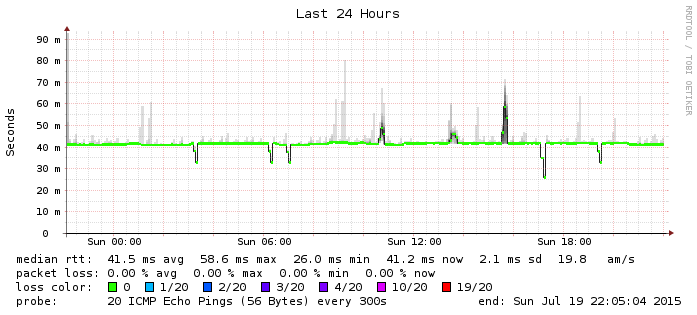 Last 24 Hours
RRDTOOL / TOBI OETIKER
Seconds
90 m
80 m
70 m
60 m
50 m
40 m
30 m
20 m
10 m
0
Sun 00:00 Sun 06:00 Sun 12:00 Sun 18:00
median rtt: 41.5 ms avg 58.6 ms max 26.0 ms min 41.2 ms now 2.1 ms sd 19.8 am/s
packet loss: 0.00 % avg 0.00 % max 0.00 % min 0.00 % now
loss color: 0 1/20 2/20 3/20 4/20 10/20 19/20
probe: 20 ICMP Echo Pings (56 Bytes) every 300s end: Sun Jul 19 22:05:04 2015